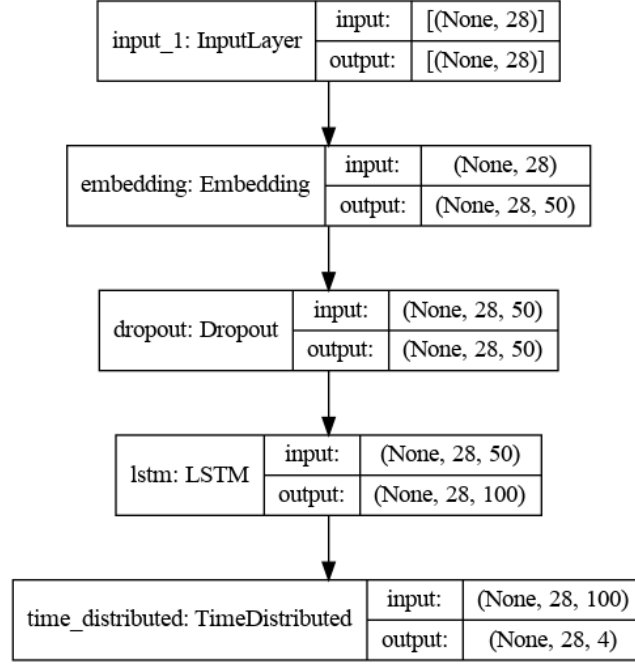 input_1: InputLayer
input: [(None, 28)]
output: [(None, 28)]
embedding: Embedding
input: (None, 28)
output: (None, 28, 50)
dropout: Dropout
input: (None, 28, 50)
output: (None, 28, 50)
lstm: LSTM
input: (None, 28, 50)
output: (None, 28, 100)
time_distributed: TimeDistributed
input: (None, 28, 100)
output: (None, 28, 4)